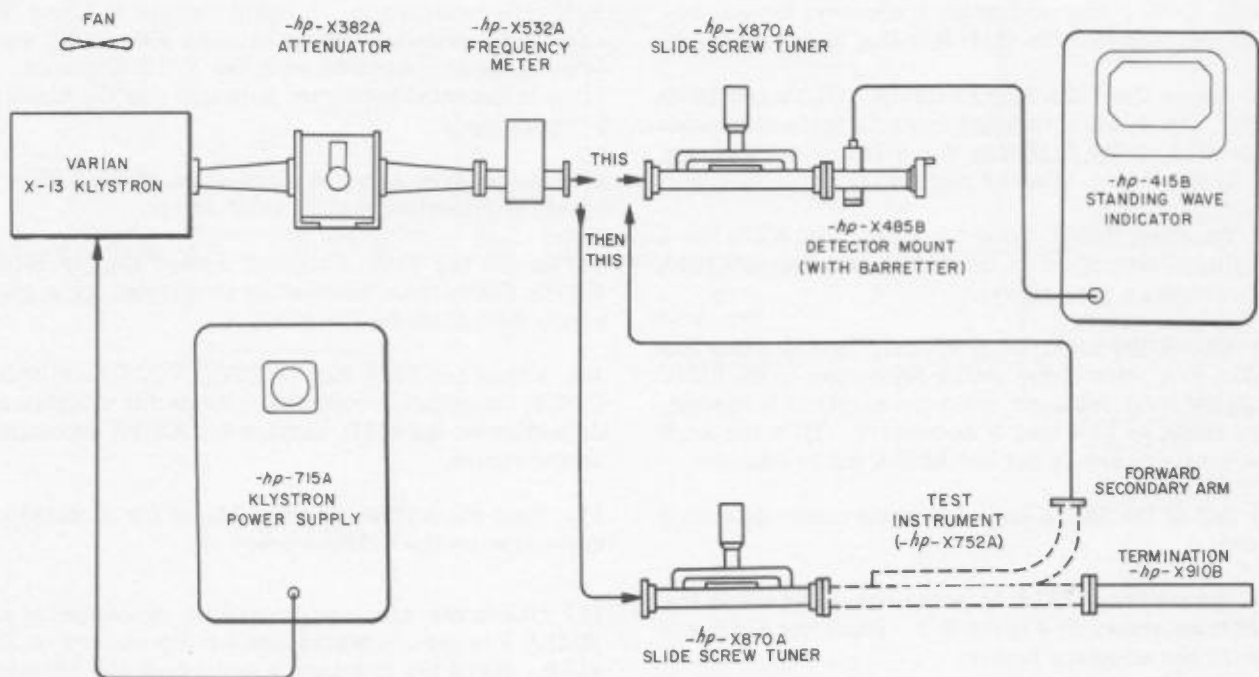 FAN
-hp-X382A
ATTENUATOR
-hp-X532A
FREQUENCY
METER
-hp-X870A
SLIDE SCREW TUNER
VARIAN
X-13 KLYSTRON
THIS
THEN
THIS
-hp-X485B
DETECTOR MOUNT
(WITH BARRETTER)
-hp-415B
STANDING WAVE
INDICATOR
-hp-715A
KLYSTRON
POWER SUPPLY
TEST
INSTRUMENT
(-hp-X752A)
FORWARD
SECONDARY ARM
TERMINATION
-hp-X910B
-hp-X870A
SLIDE SCREW TUNER